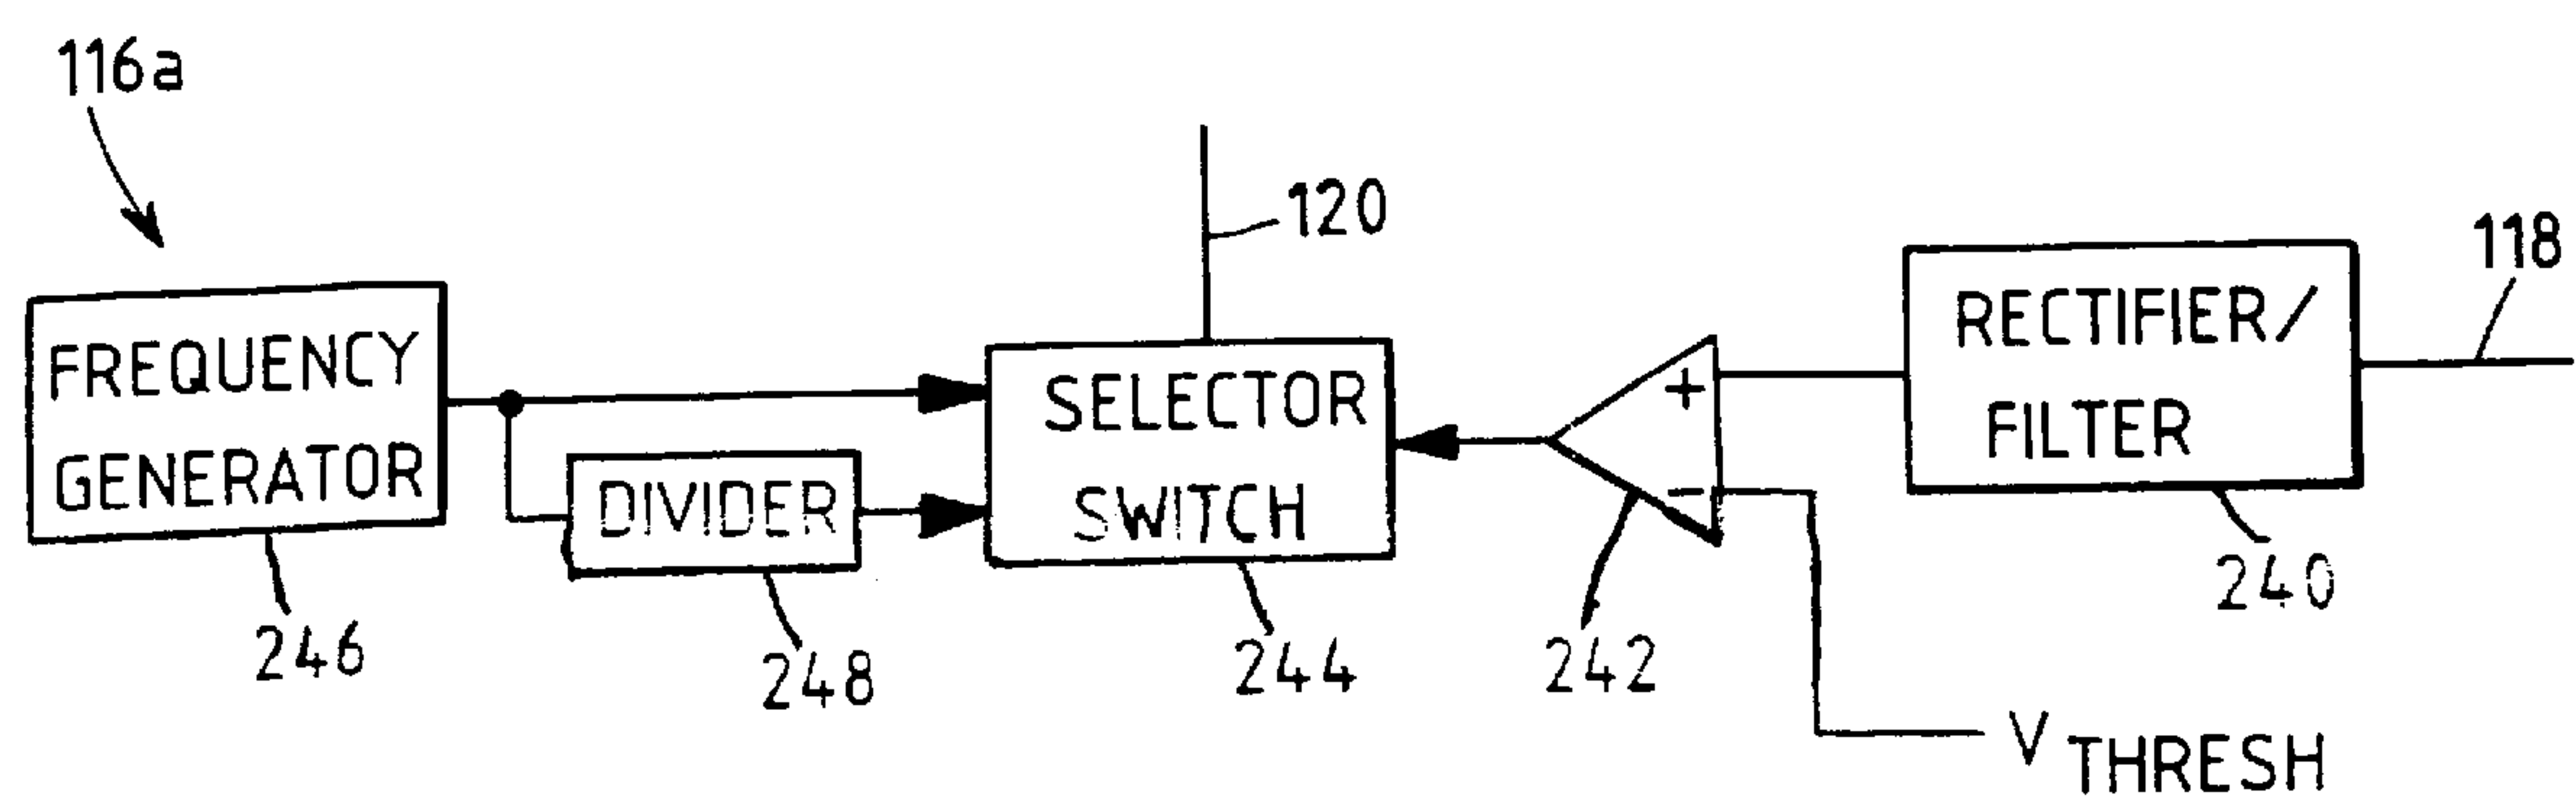 116a
120
118
FREQUENCY
GENERATOR
DIVIDER
SELECTOR
SWITCH
+
−
RECTIFIER/
FILTER
246
248
244
242
240
V THRESH